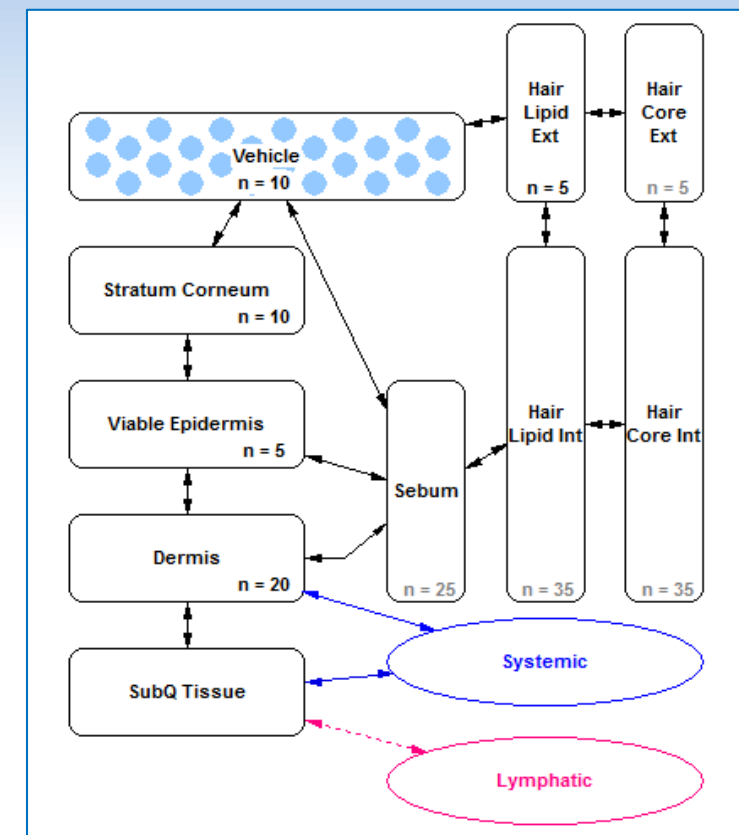 Vehicle
n = 10
Hair
Lipid
Ext
n = 5
Hair
Core
Ext
n = 5
Stratum Corneum
n = 10
Viable Epidermis
n = 5
Sebum
n = 25
Hair
Lipid Int
n = 35
Hair
Core Int
n = 35
Dermis
n = 20
Systemic
SubQ Tissue
Lymphatic